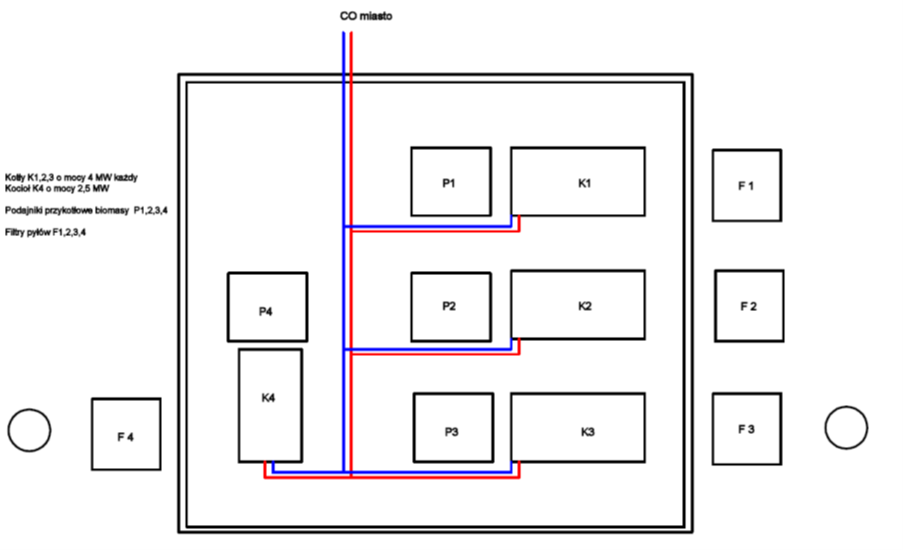 CO miasto
Kotły K1,2,3 o mocy 4 MW każdy
Kocioł K4 o mocy 2,5 MW
Podajniki przykotłowe biomasy P1,2,3,4
Filtry pyłów F1,2,3,4
P1
K1
F 1
P4
P2
K2
F 2
K4
P3
K3
F 3
F 4